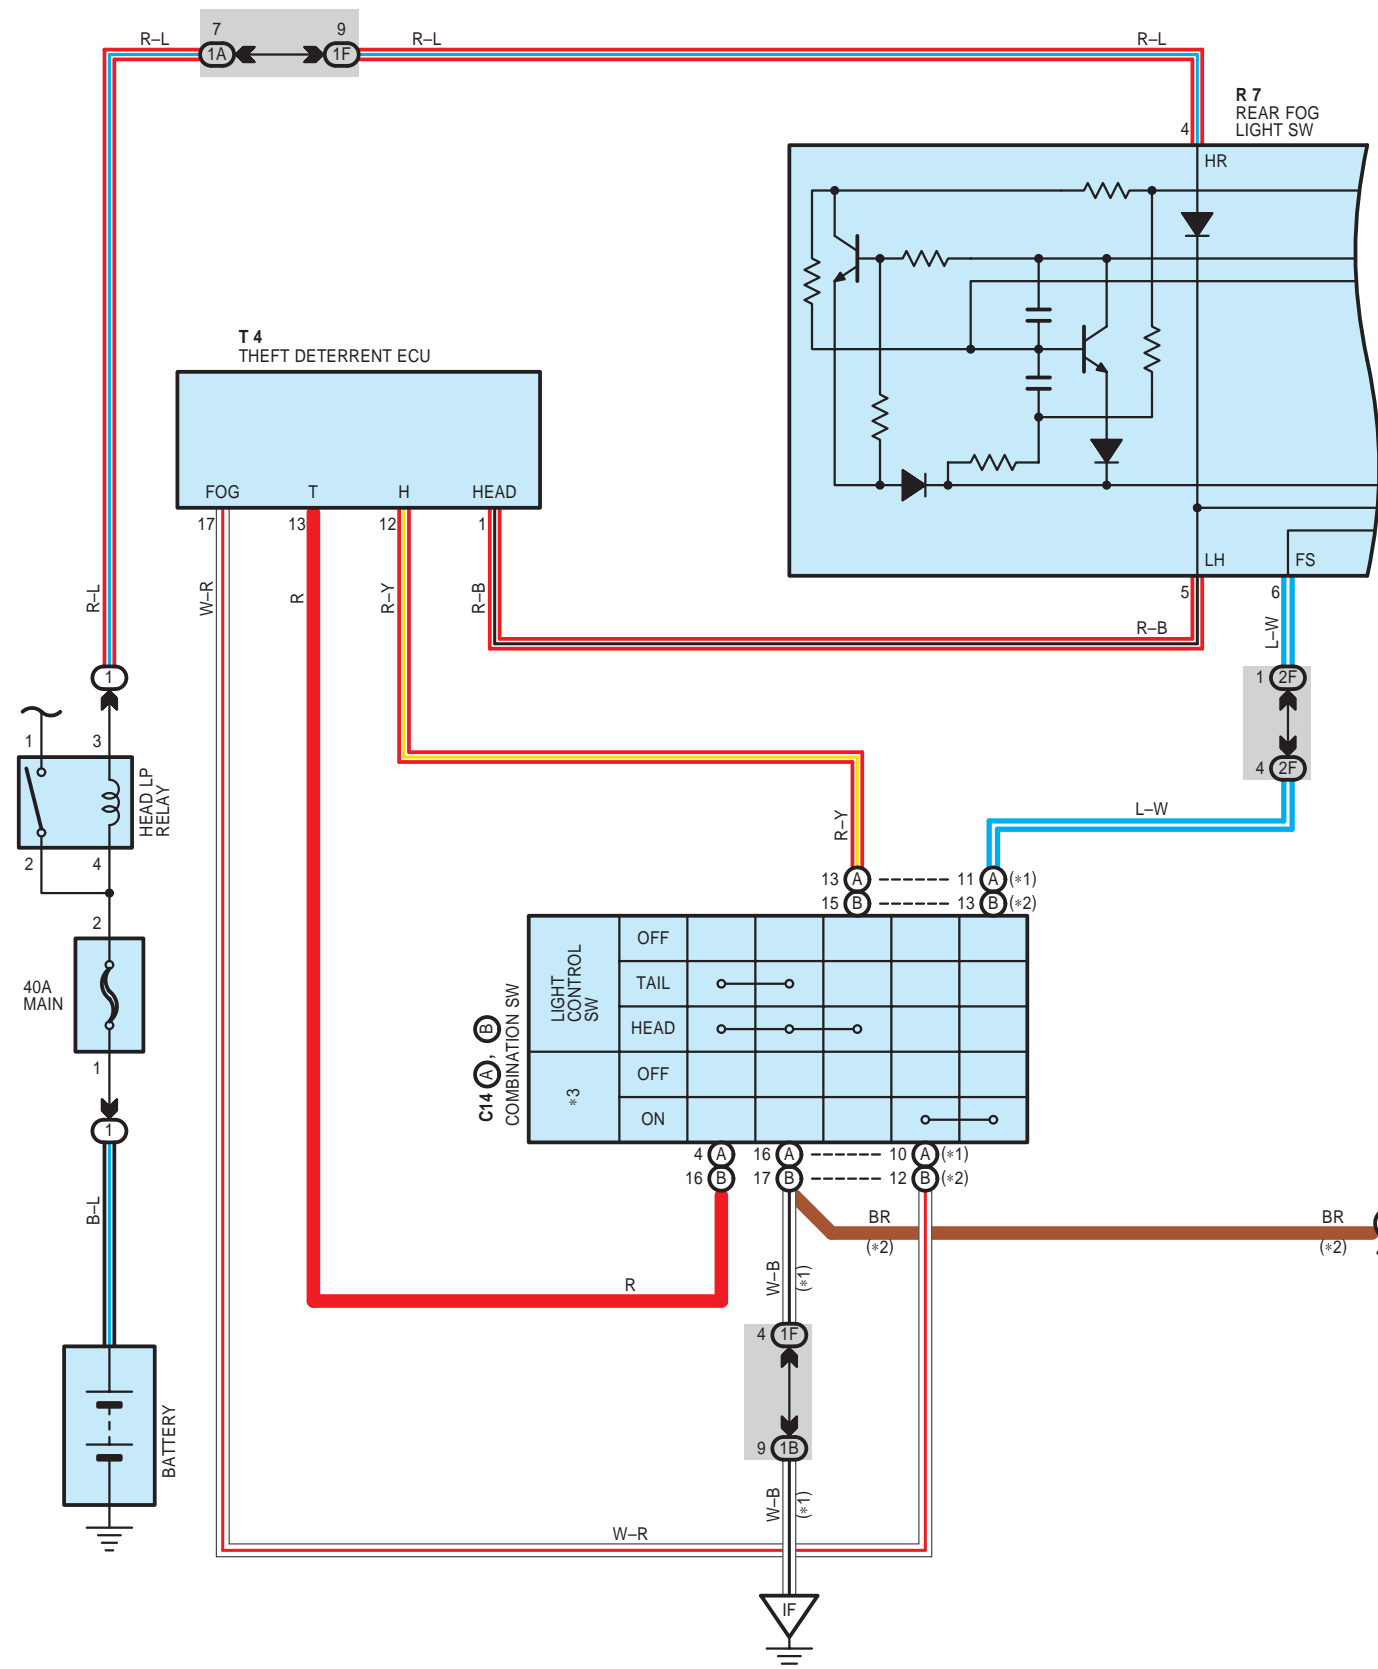 7 9
R–L 1A 1F R–L R–L
R 7
REAR FOG
LIGHT SW
4
HR
T 4
THEFT DETERRENT ECU
FOG T H HEAD
17 13 12 1
LH FS
5 6
R–L
W–R
R
R–Y
R–B
R–B
L–W
1
1 2F
4 2F
1 3
HEAD LP
RELAY
2 4
2
40A
MAIN
1
1
B–L
BATTERY
L–W
R–Y
13 A 11 A (*1)
15 B 13 B (*2)
C14 A , B
COMBINATION SW
LIGHT
CONTROL
SW
OFF
TAIL
HEAD
*3
OFF
ON
4 A 16 A 10 A (*1)
16 B 17 B 12 B (*2)
BR BR
(*2) (*2)
R
W–B
(*1)
4 1F
9 1B
W–B
(*1)
W–R
IF